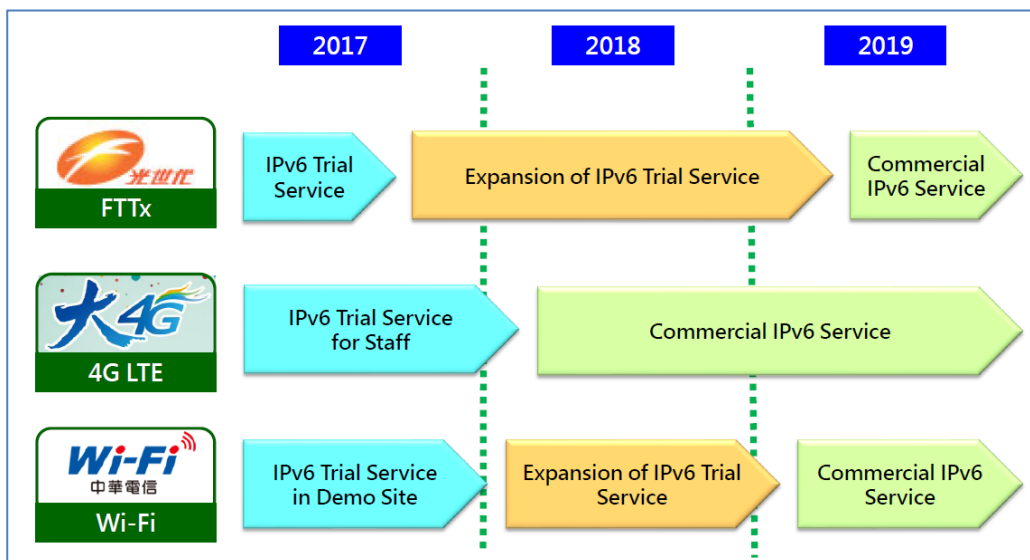 2017
2018
2019
光世代
FTTx
IPv6 Trial
Service
Expansion of IPv6 Trial Service
Commercial
IPv6 Service
大4G
4G LTE
IPv6 Trial Service
for Staff
Commercial IPv6 Service
Wi-Fi
中華電信
Wi-Fi
IPv6 Trial Service
in Demo Site
Expansion of IPv6 Trial
Service
Commercial IPv6
Service